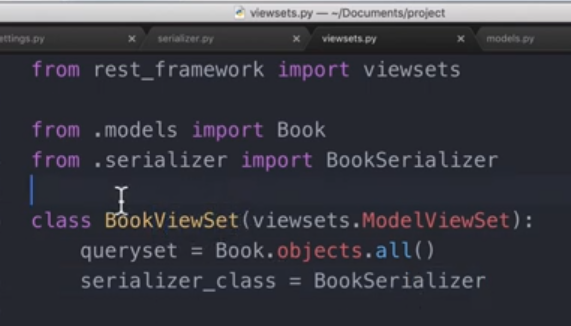 viewsets.py — ~/Documents/project
ettings.py serializer.py viewsets.py models.py
from rest_framework import viewsets
from .models import Book
from .serializer import BookSerializer
class BookViewSet(viewsets.ModelViewSet):
    queryset = Book.objects.all()
    serializer_class = BookSerializer